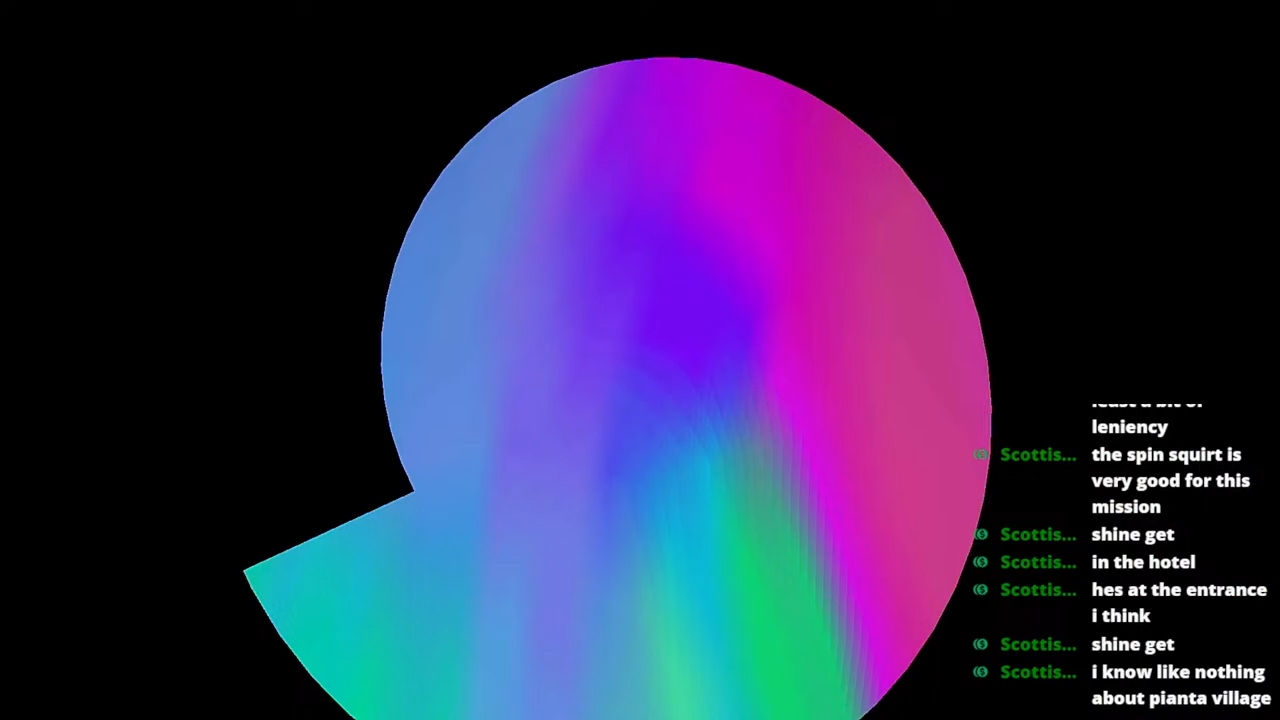 leniency
Scottis... the spin squirt is
very good for this
mission
Scottis... shine get
Scottis... in the hotel
Scottis... hes at the entrance
i think
Scottis... shine get
Scottis... i know like nothing
about pianta village